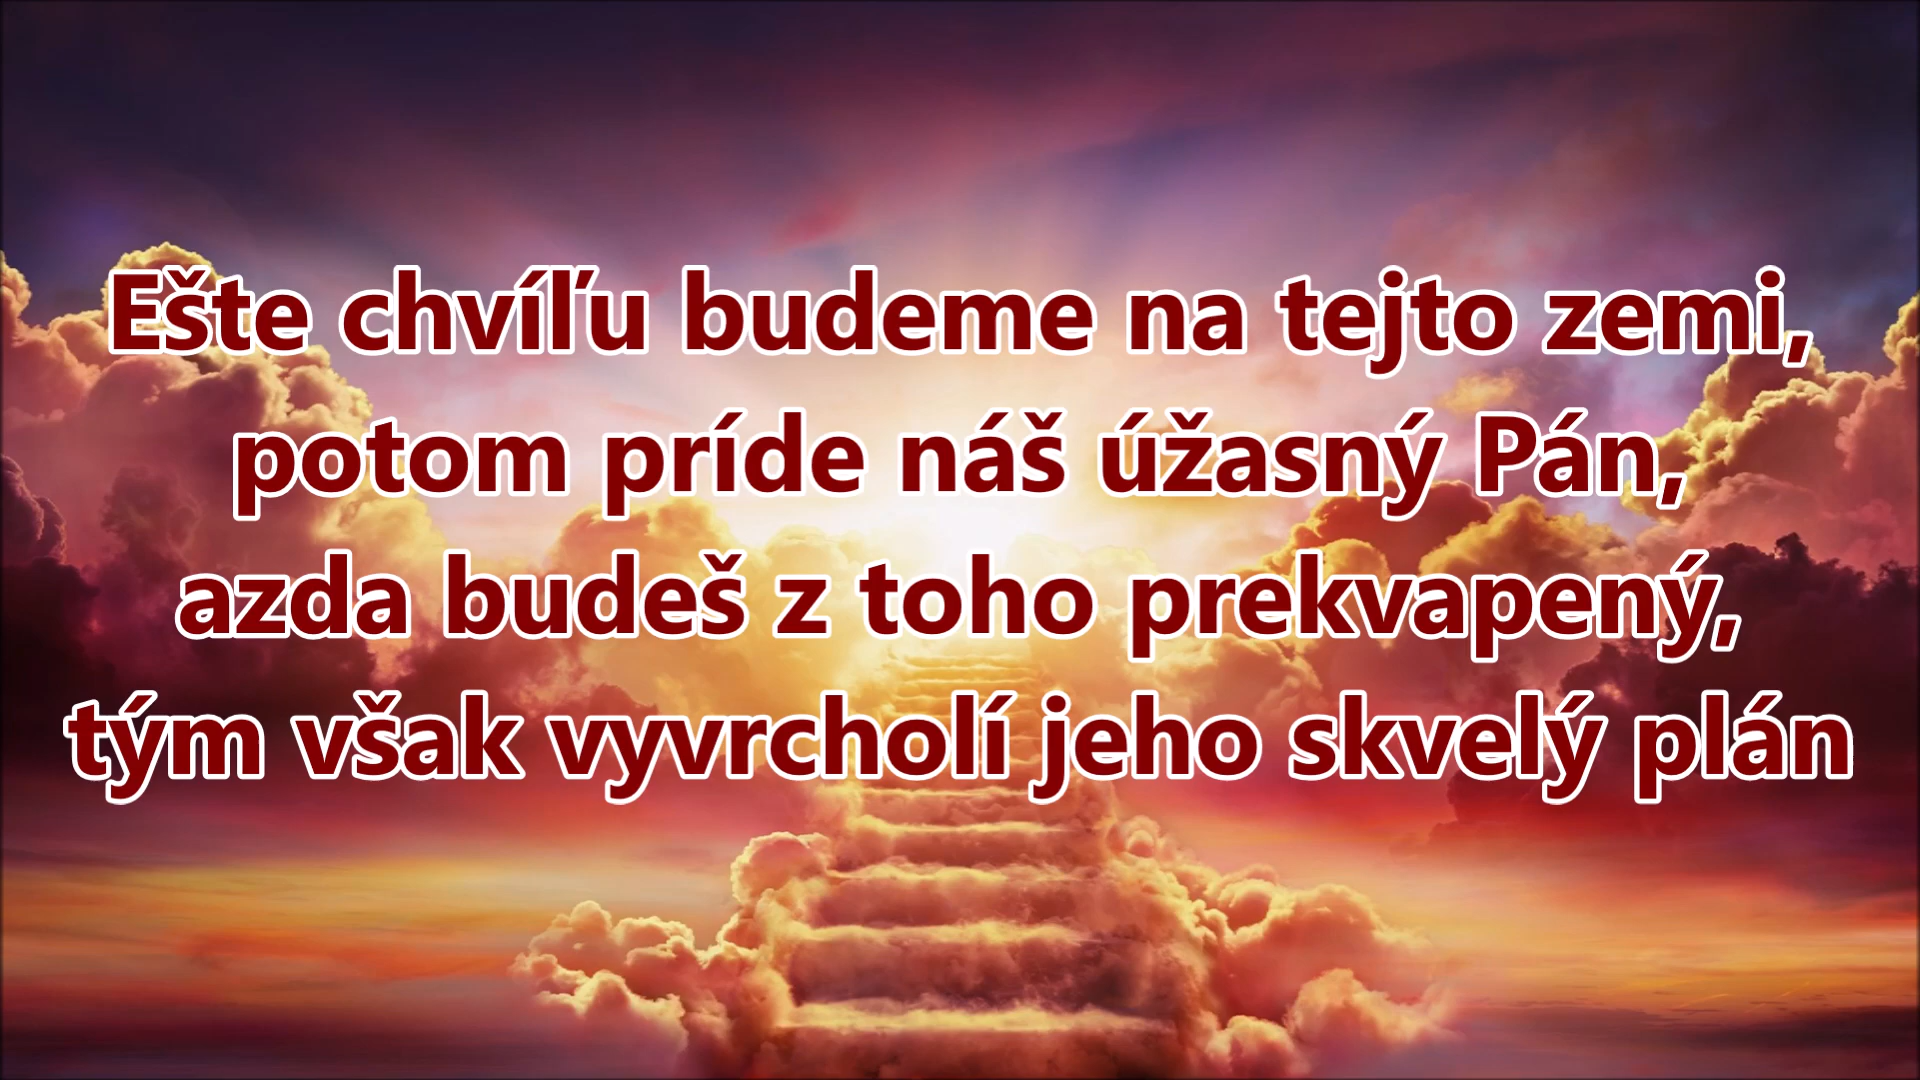 Ešte chvíľu budeme na tejto zemi,
potom príde náš úžasný Pán,
azda budeš z toho prekvapený,
tým však vyvrcholí jeho skvelý plán